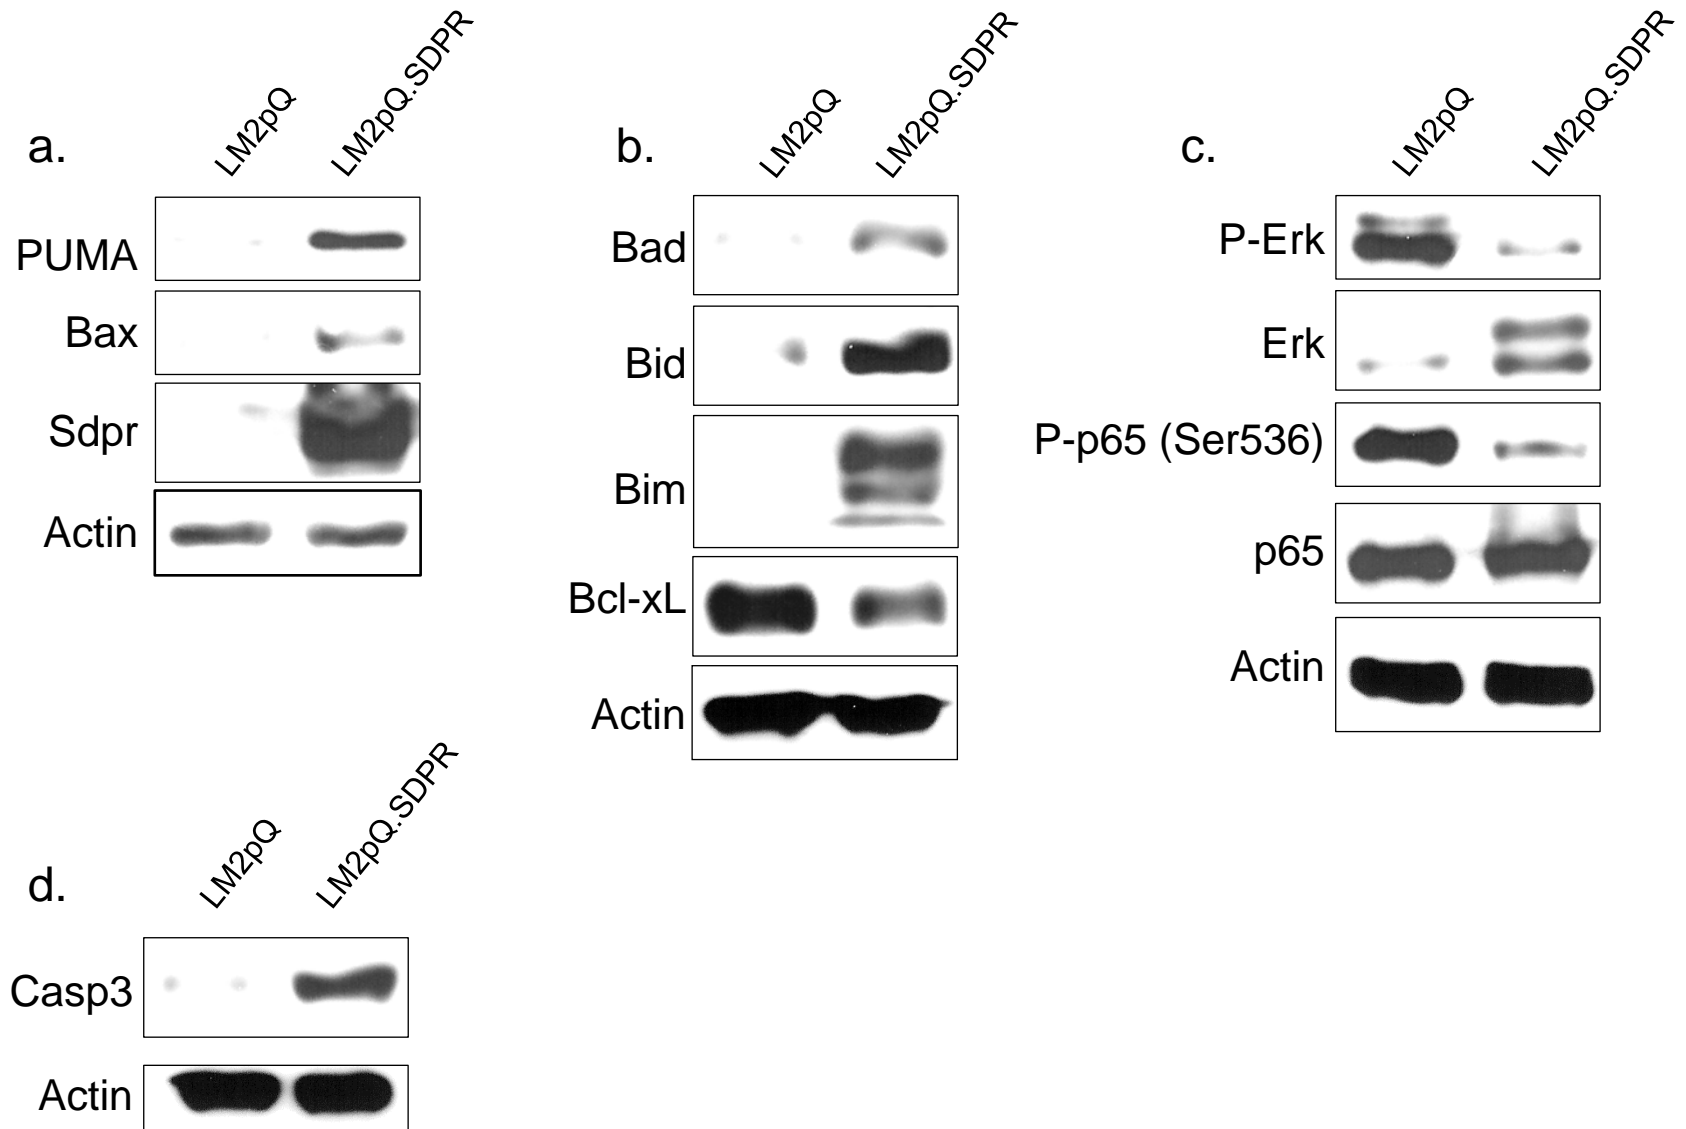 a.
LM2pQ
LM2pQ.SDPR
PUMA
Bax
Sdpr
Actin
b.
LM2pQ
LM2pQ.SDPR
Bad
Bid
Bim
Bcl-xL
Actin
c.
LM2pQ
LM2pQ.SDPR
P-Erk
Erk
P-p65 (Ser536)
p65
Actin
d.
LM2pQ
LM2pQ.SDPR
Casp3
Actin